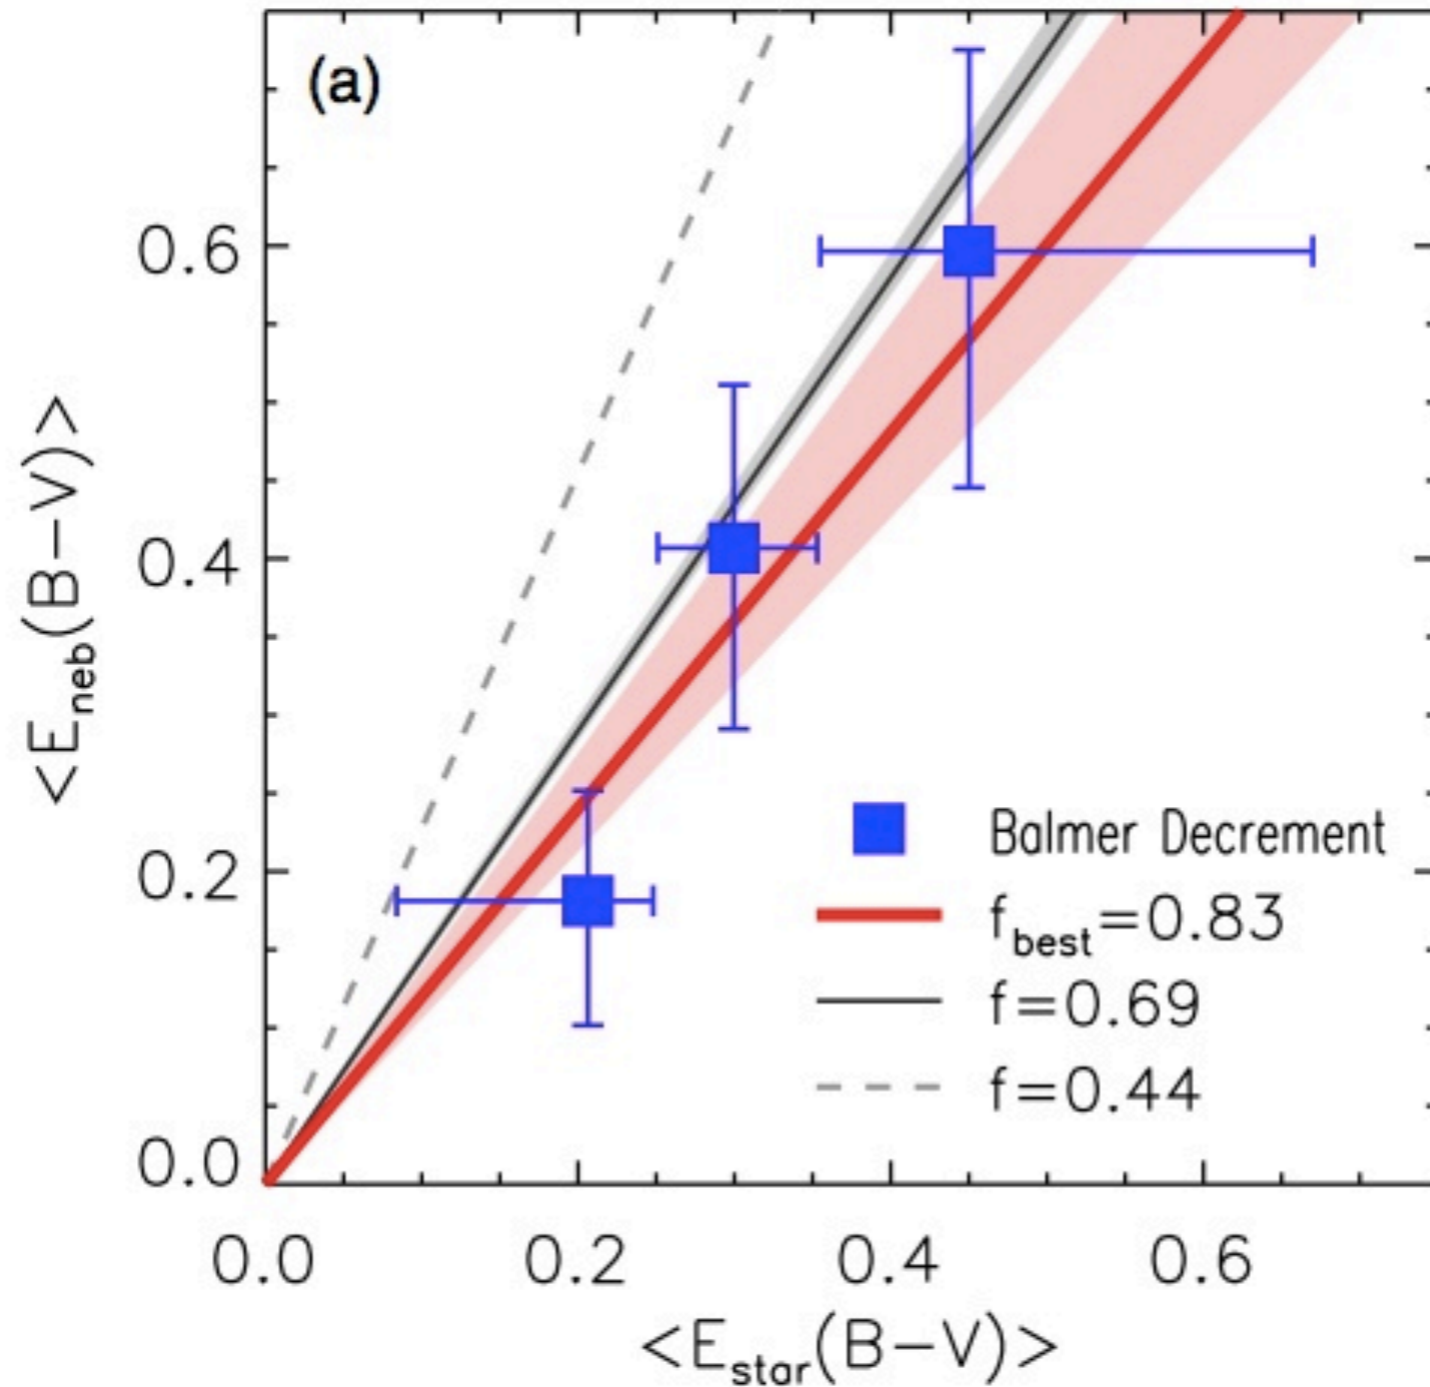 (a)
0.6
0.4
0.2
0.0
<E_neb(B−V)>
Balmer Decrement
f_best=0.83
f=0.69
f=0.44
0.0 0.2 0.4 0.6
<E_star(B−V)>